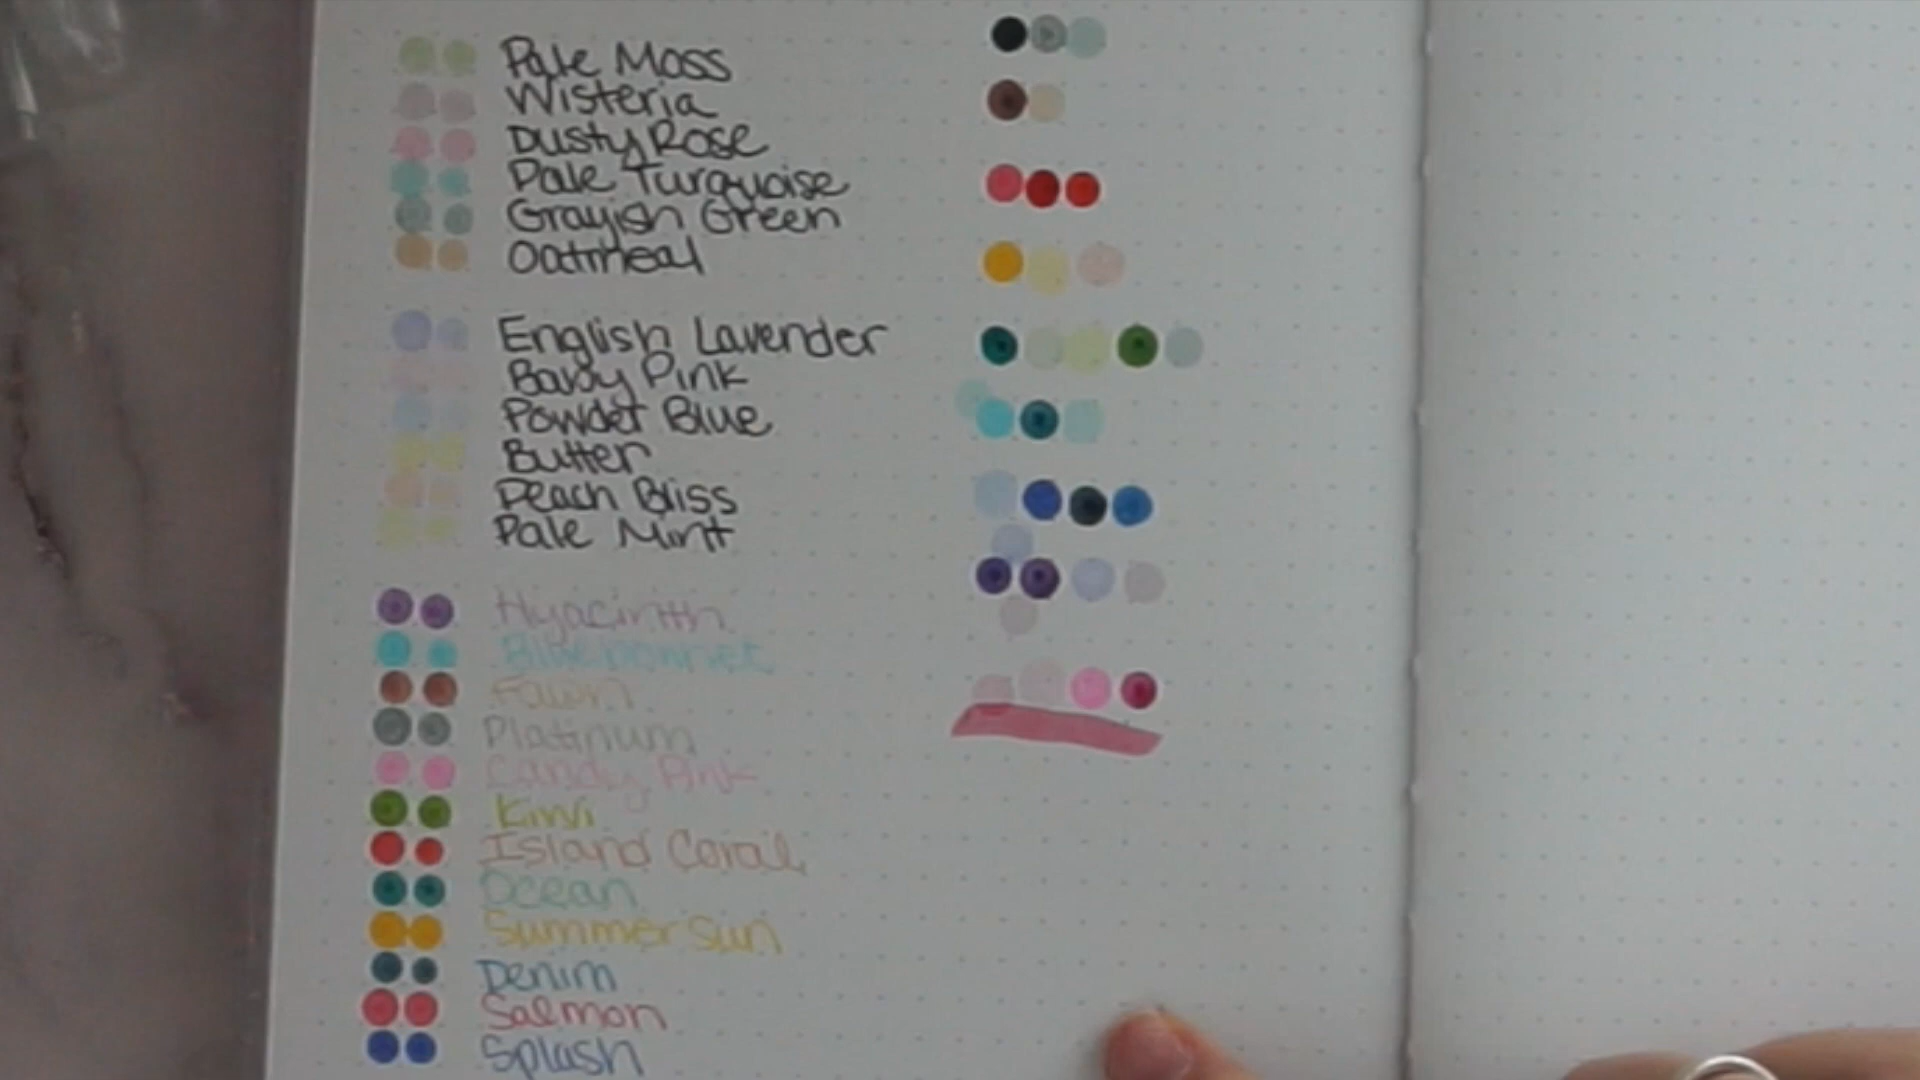 Pale Moss
Wisteria
Dusty Rose
Pale Turquoise
Grayish Green
Oatmeal
English Lavender
Baby Pink
Powder Blue
Butter
Peach Bliss
Pale Mint
Hyacinth
Bluebonnet
Fawn
Platinum
Candy Pink
Kiwi
Island Coral
Ocean
Summer Sun
Denim
Salmon
Splash